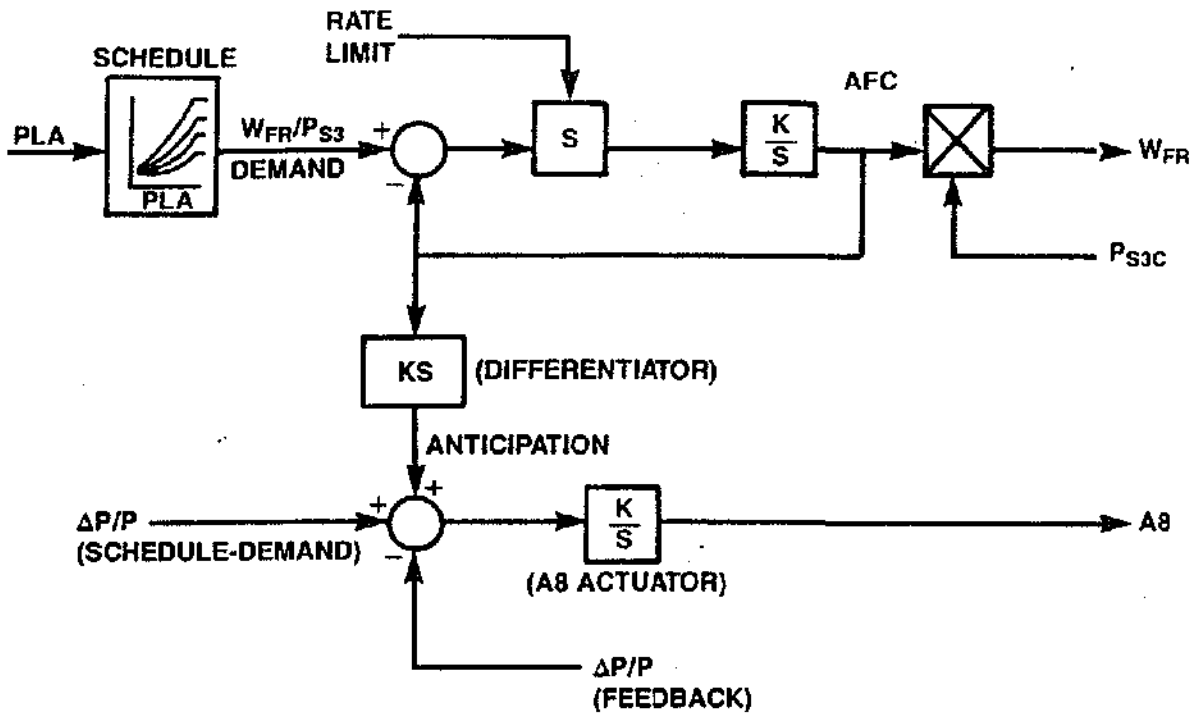 RATE
LIMIT
SCHEDULE
AFC
PLA
PLA
W_FR/P_S3
DEMAND
+
−
S
K
S
W_FR
P_S3C
KS
(DIFFERENTIATOR)
ANTICIPATION
+
+
−
ΔP/P
(SCHEDULE-DEMAND)
K
S
(A8 ACTUATOR)
A8
ΔP/P
(FEEDBACK)